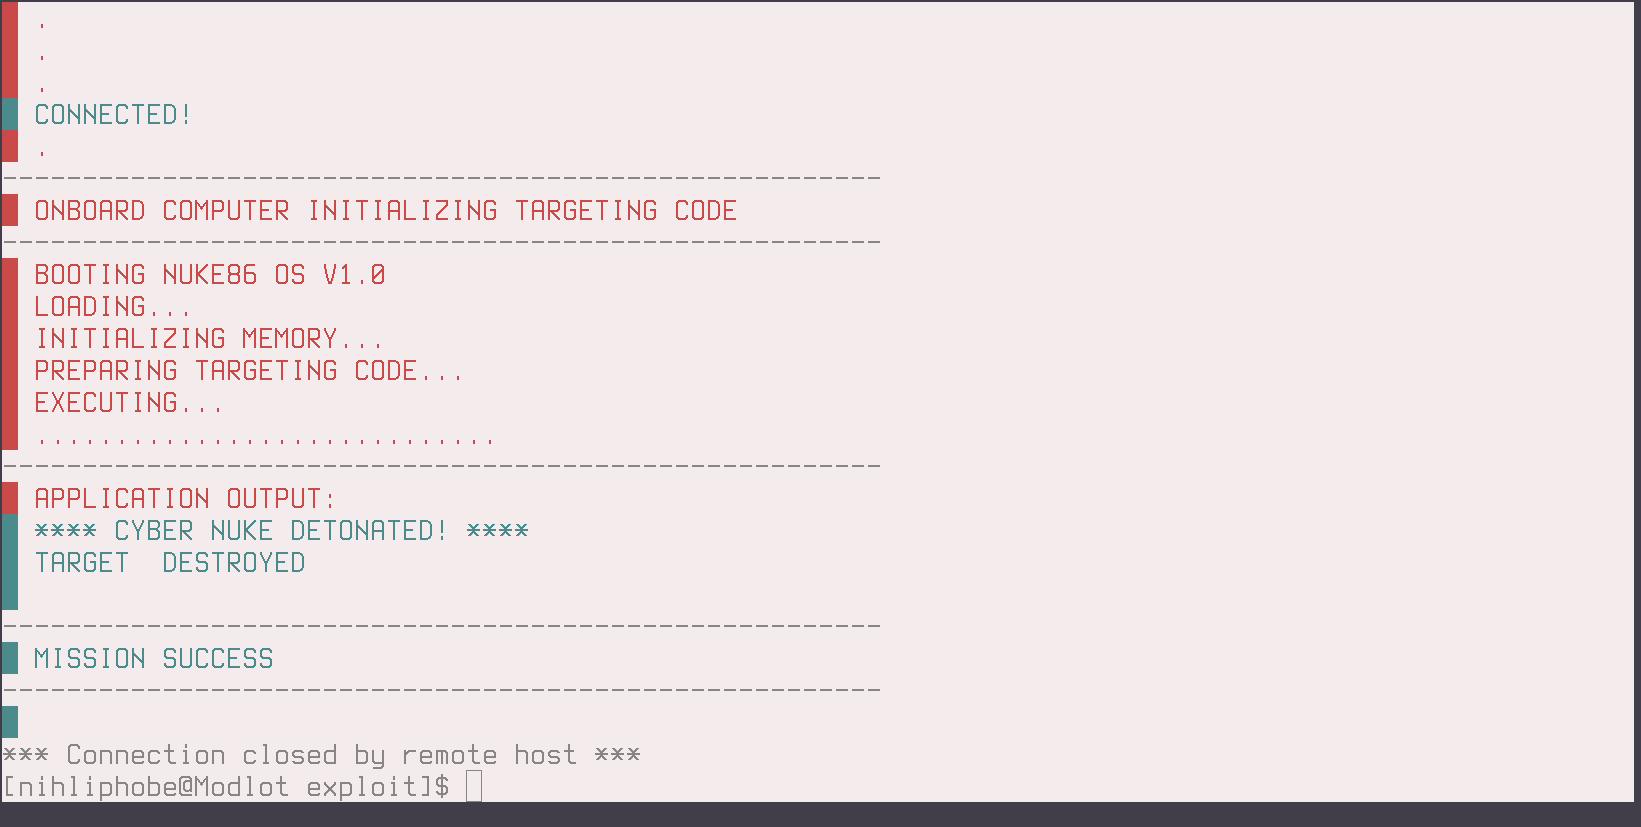 .
.
.
CONNECTED!
.
-------------------------------------------------------
ONBOARD COMPUTER INITIALIZING TARGETING CODE
-------------------------------------------------------
BOOTING NUKE86 OS V1.0
LOADING...
INITIALIZING MEMORY...
PREPARING TARGETING CODE...
EXECUTING...
.............................
-------------------------------------------------------
APPLICATION OUTPUT:
**** CYBER NUKE DETONATED! ****
TARGET  DESTROYED
-------------------------------------------------------
MISSION SUCCESS
-------------------------------------------------------
*** Connection closed by remote host ***
[nihliphobe@Modlot exploit]$